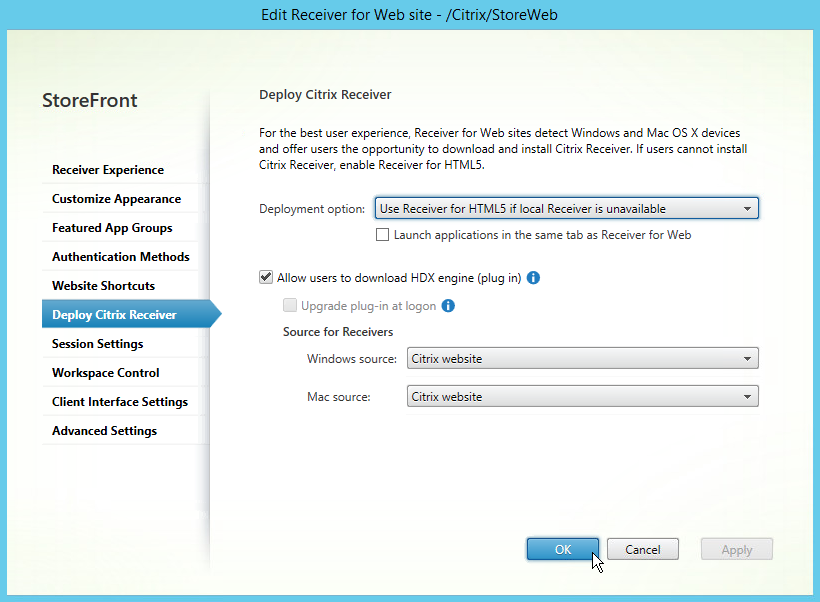 Edit Receiver for Web site - /Citrix/StoreWeb
StoreFront
Receiver Experience
Customize Appearance
Featured App Groups
Authentication Methods
Website Shortcuts
Deploy Citrix Receiver
Session Settings
Workspace Control
Client Interface Settings
Advanced Settings
Deploy Citrix Receiver
For the best user experience, Receiver for Web sites detect Windows and Mac OS X devices
and offer users the opportunity to download and install Citrix Receiver. If users cannot install
Citrix Receiver, enable Receiver for HTML5.
Deployment option: Use Receiver for HTML5 if local Receiver is unavailable
Launch applications in the same tab as Receiver for Web
Allow users to download HDX engine (plug in)
Upgrade plug-in at logon
Source for Receivers
Windows source: Citrix website
Mac source: Citrix website
OK Cancel Apply